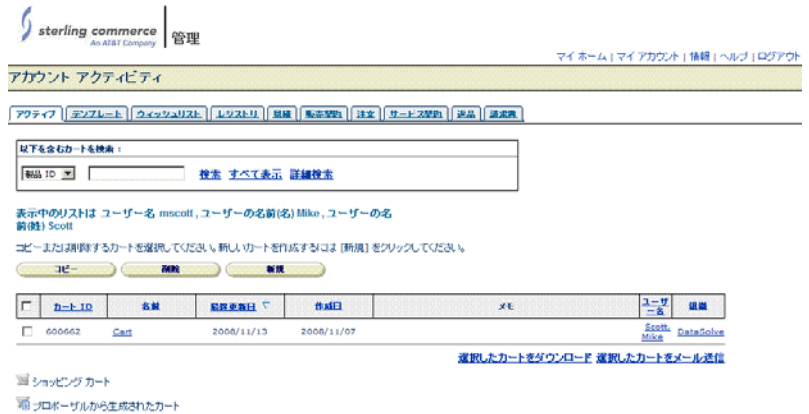 sterling commerce
An AT&T Company
管理
マイ ホーム | マイ アカウント | 情報 | ヘルプ | ログアウト
アカウント アクティビティ
アクティブ テンプレート ウィッシュリスト レジストリ 見積 販売契約 注文 サービス契約 返品 請求書
以下を含むカートを検索 :
製品 ID 検索 すべて表示 詳細検索
表示中のリストは ユーザー名 mscott , ユーザーの名前(名) Mike , ユーザーの名
前(姓) Scott
コピーまたは削除するカートを選択してください。新しいカートを作成するには [新規] をクリックしてください。
コピー 削除 新規
カート ID 名前 最終更新日 作成日 メモ ユーザー名 組織
600662 Cart 2008/11/13 2008/11/07 Scott, Mike DataSolve
選択したカートをダウンロード 選択したカートをメール送信
ショッピング カート
プロポーザルから生成されたカート